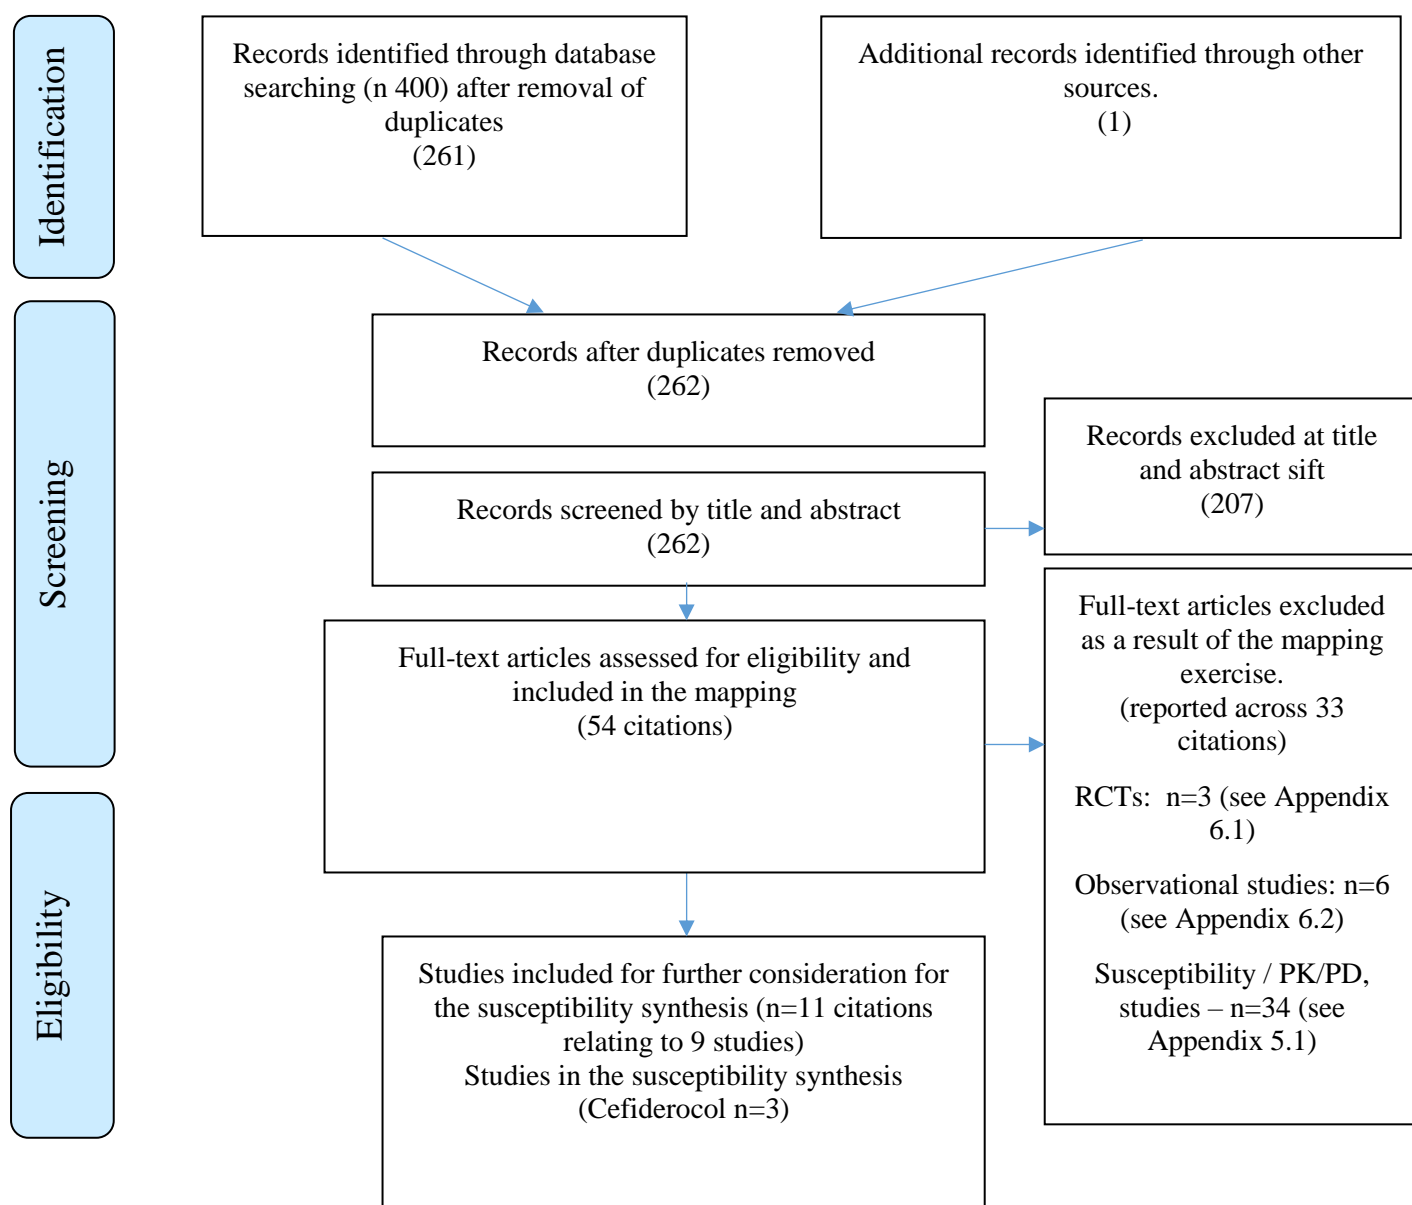 Identification
Records identified through database
searching (n 400) after removal of
duplicates
(261)
Additional records identified through other
sources.
(1)
Screening
Records after duplicates removed
(262)
Records screened by title and abstract
(262)
Records excluded at title
and abstract sift
(207)
Full-text articles assessed for eligibility and
included in the mapping
(54 citations)
Full-text articles excluded
as a result of the mapping
exercise.
(reported across 33
citations)
RCTs: n=3 (see Appendix
6.1)
Observational studies: n=6
(see Appendix 6.2)
Susceptibility / PK/PD,
studies – n=34 (see
Appendix 5.1)
Eligibility
Studies included for further consideration for
the susceptibility synthesis (n=11 citations
relating to 9 studies)
Studies in the susceptibility synthesis
(Cefiderocol n=3)